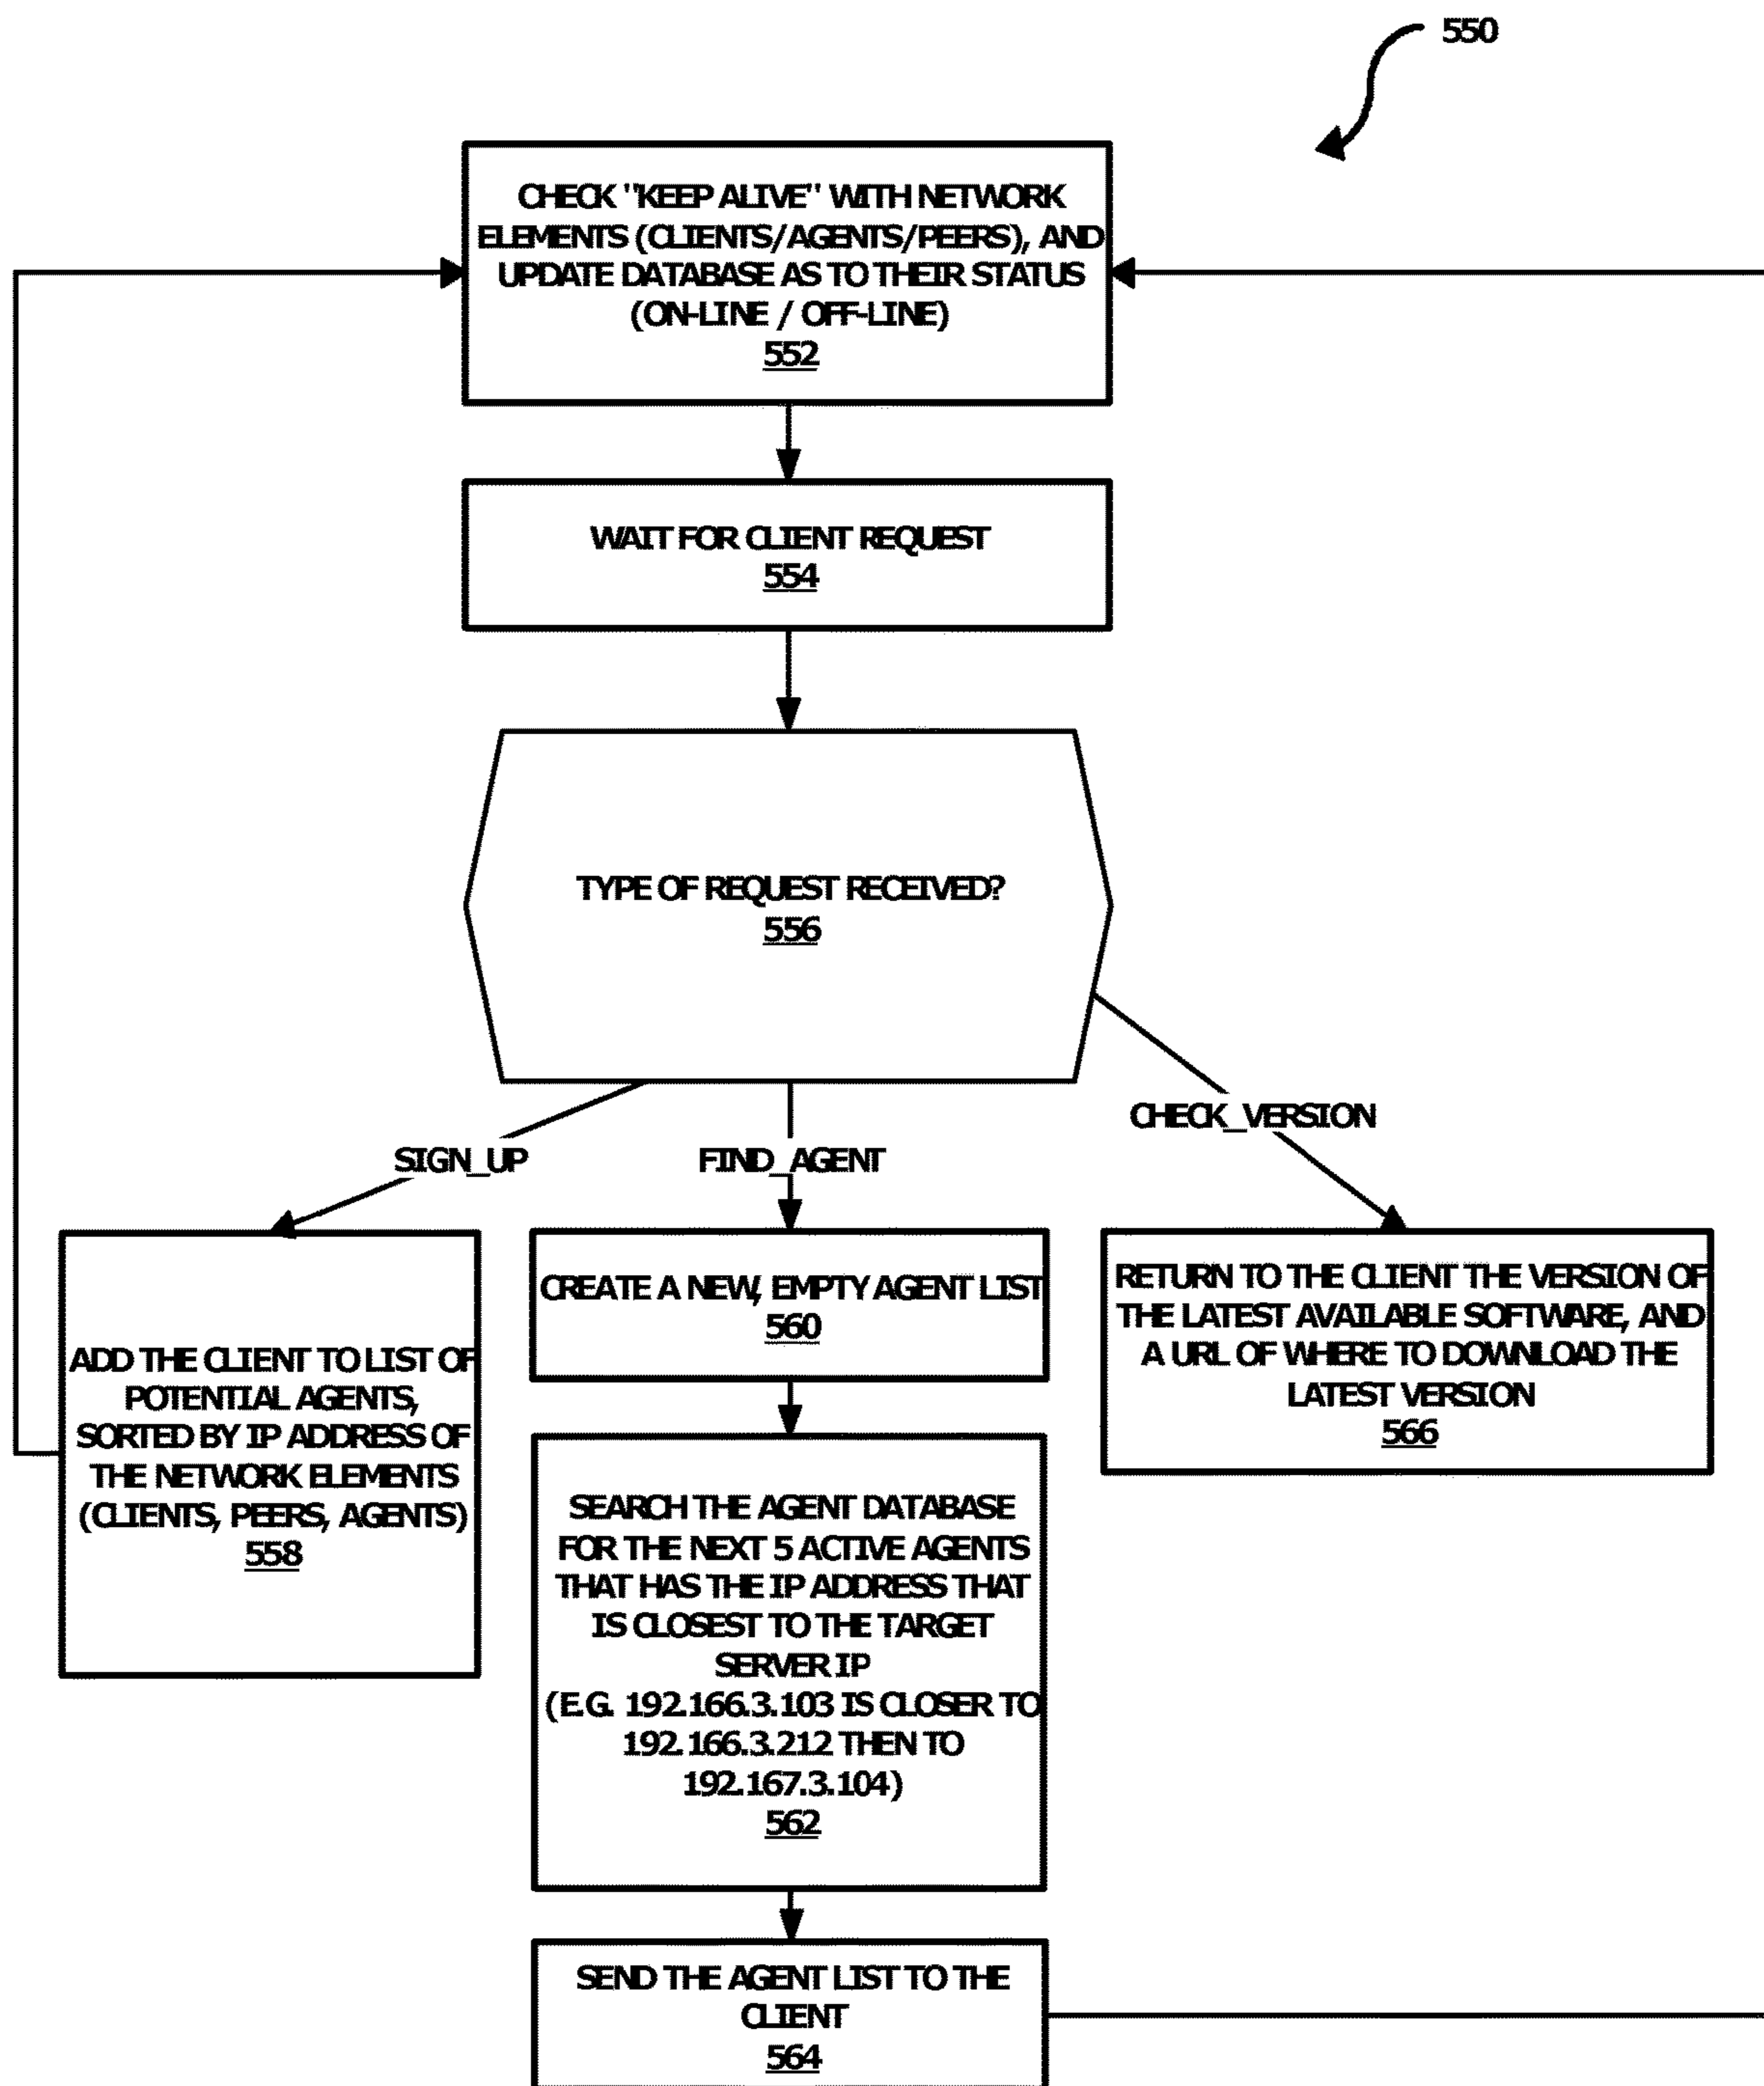 550
CHECK "KEEP ALIVE" WITH NETWORK
ELEMENTS (CLIENTS/AGENTS/PEERS), AND
UPDATE DATABASE AS TO THEIR STATUS
(ON-LINE / OFF-LINE)
552
WAIT FOR CLIENT REQUEST
554
TYPE OF REQUEST RECEIVED?
556
SIGN_UP
FIND_AGENT
CHECK_VERSION
ADD THE CLIENT TO LIST OF
POTENTIAL AGENTS,
SORTED BY IP ADDRESS OF
THE NETWORK ELEMENTS
(CLIENTS, PEERS, AGENTS)
558
CREATE A NEW, EMPTY AGENT LIST
560
SEARCH THE AGENT DATABASE
FOR THE NEXT 5 ACTIVE AGENTS
THAT HAS THE IP ADDRESS THAT
IS CLOSEST TO THE TARGET
SERVER IP
(E.G. 192.166.3.103 IS CLOSER TO
192.166.3.212 THEN TO
192.167.3.104)
562
SEND THE AGENT LIST TO THE
CLIENT
564
RETURN TO THE CLIENT THE VERSION OF
THE LATEST AVAILABLE SOFTWARE, AND
A URL OF WHERE TO DOWNLOAD THE
LATEST VERSION
566